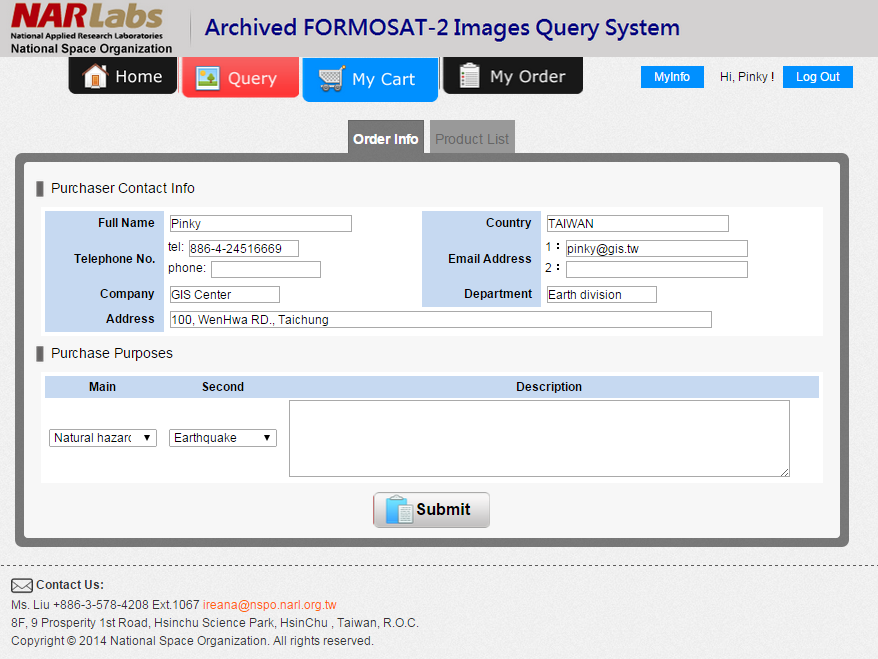 NARLabs
National Applied Research Laboratories
National Space Organization
Archived FORMOSAT-2 Images Query System
Home Query My Cart My Order MyInfo Hi, Pinky ! Log Out
Order Info Product List
Purchaser Contact Info
Full Name Pinky Country TAIWAN
Telephone No. tel: 886-4-24516669 Email Address 1 : pinky@gis.tw
phone: 2 :
Company GIS Center Department Earth division
Address 100, WenHwa RD., Taichung
Purchase Purposes
Main Second Description
Natural hazard Earthquake
Submit
Contact Us:
Ms. Liu +886-3-578-4208 Ext.1067 ireana@nspo.narl.org.tw
8F, 9 Prosperity 1st Road, Hsinchu Science Park, HsinChu , Taiwan, R.O.C.
Copyright © 2014 National Space Organization. All rights reserved.